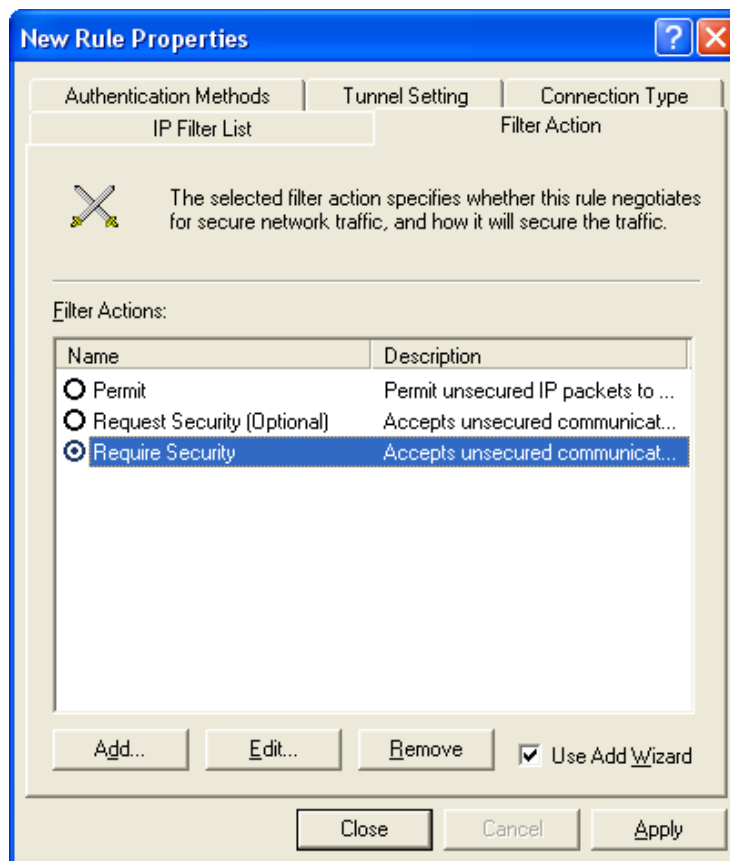 New Rule Properties
Authentication Methods Tunnel Setting Connection Type
IP Filter List Filter Action
The selected filter action specifies whether this rule negotiates
for secure network traffic, and how it will secure the traffic.
Filter Actions:
Name Description
Permit Permit unsecured IP packets to ...
Request Security (Optional) Accepts unsecured communicat...
Require Security Accepts unsecured communicat...
Add... Edit... Remove Use Add Wizard
Close Cancel Apply